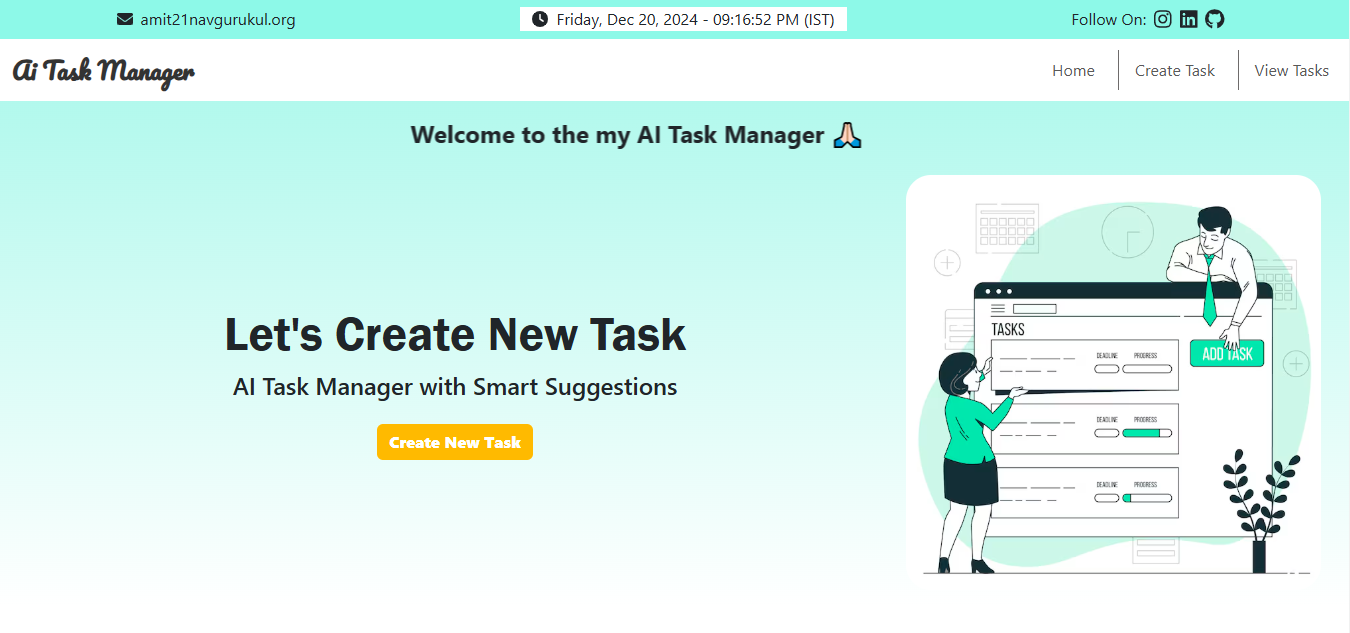 amit21navgurukul.org
Friday, Dec 20, 2024 - 09:16:52 PM (IST)
Follow On:
Ai Task Manager
Home
Create Task
View Tasks
Welcome to the my AI Task Manager 🙏🏻
Let's Create New Task
AI Task Manager with Smart Suggestions
Create New Task
TASKS
ADD TASK
DEADLINE PROGRESS
DEADLINE PROGRESS
DEADLINE PROGRESS